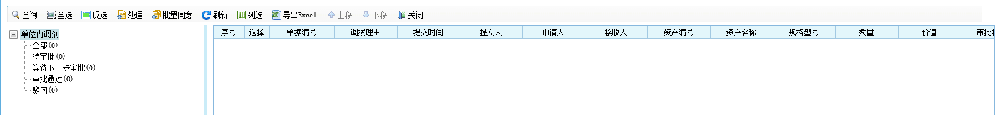 查询 全选 反选 处理 批量同意 刷新 列选 导出Excel 上移 下移 关闭
单位内调剂
全部(0)
待审批(0)
等待下一步审批(0)
审批通过(0)
驳回(0)
序号 选择 单据编号 调拨理由 提交时间 提交人 申请人 接收人 资产编号 资产名称 规格型号 数量 价值 审批